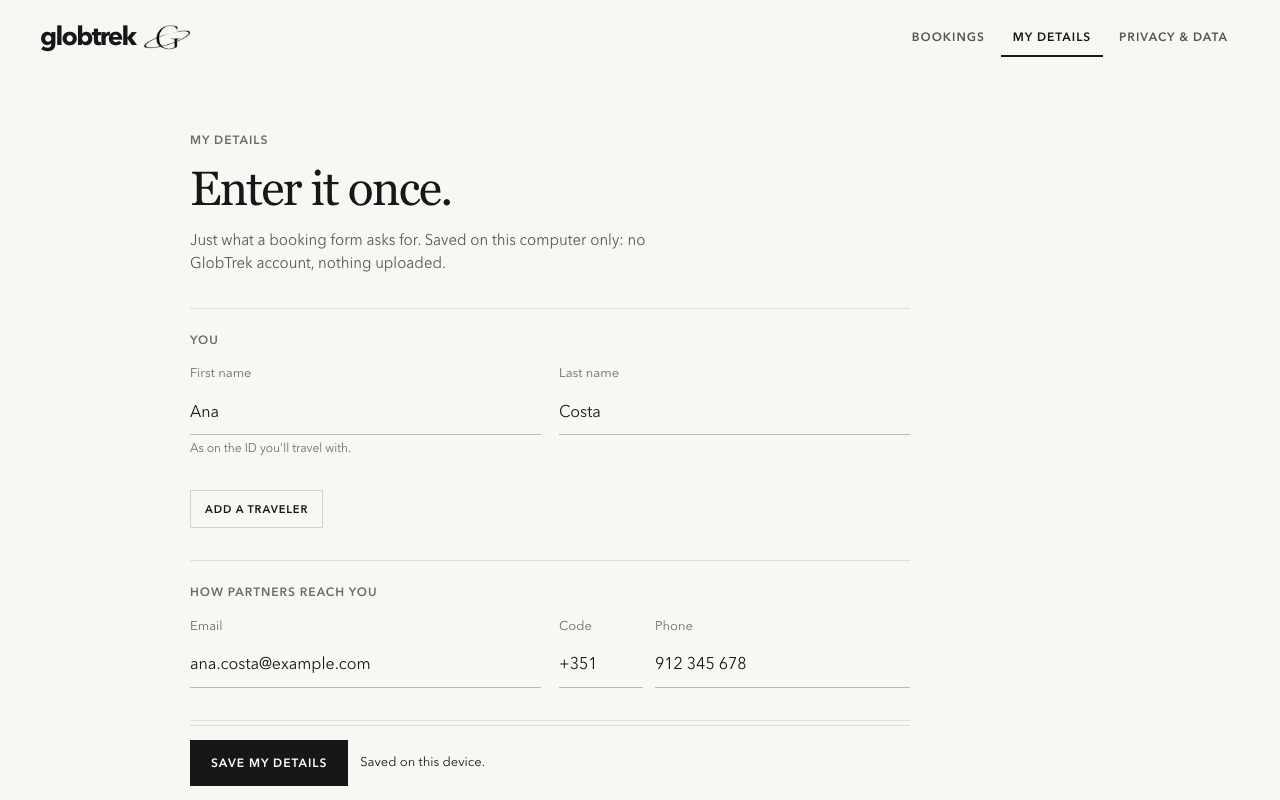 globtrek G
BOOKINGS
MY DETAILS
PRIVACY & DATA
MY DETAILS
Enter it once.
Just what a booking form asks for. Saved on this computer only: no
GlobTrek account, nothing uploaded.
YOU
First name
Last name
Ana
Costa
As on the ID you'll travel with.
ADD A TRAVELER
HOW PARTNERS REACH YOU
Email
Code
Phone
ana.costa@example.com
+351
912 345 678
SAVE MY DETAILS
Saved on this device.